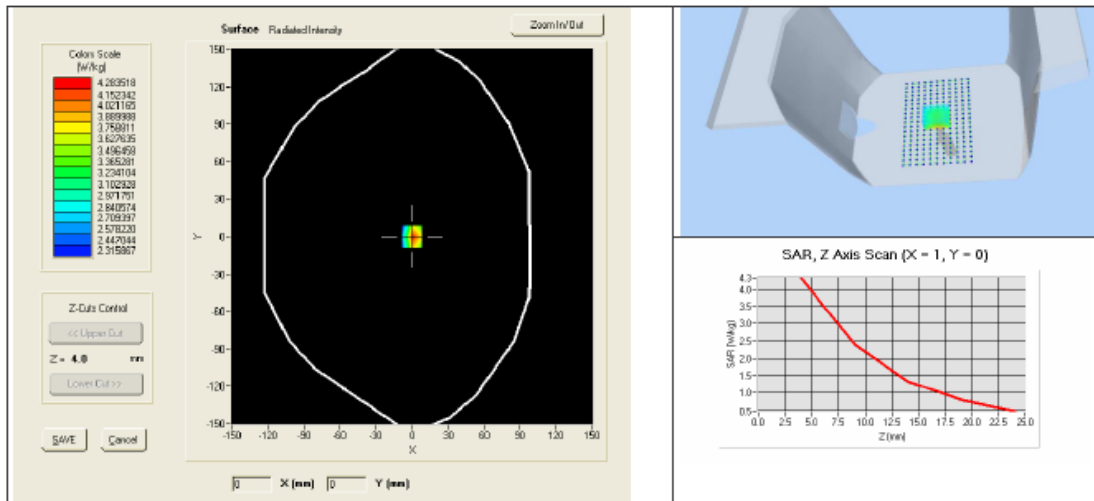 Surface Radiated Intensity
Zoom In/Out
Colors Scale
(W/kg)
4.283518
4.152342
4.021165
3.889988
3.758811
3.627635
3.496458
3.365281
3.234104
3.102928
2.971751
2.840574
2.709397
2.578220
2.447044
2.315867
Z-Cuts Control
<< Upper Cut
Z = 4.0 mm
Lower Cut >>
SAVE
Cancel
150
120
90
60
30
0
-30
-60
-90
-120
-150
Y
-150 -120 -90 -60 -30 0 30 60 90 120 150
X
0 X (mm) 0 Y (mm)
SAR, Z Axis Scan (X = 1, Y = 0)
SAR (W/kg)
4.3
4.0
3.5
3.0
2.5
2.0
1.5
1.0
0.5
0.0 2.5 5.0 7.5 10.0 12.5 15.0 17.5 20.0 22.5 25.0
Z (mm)